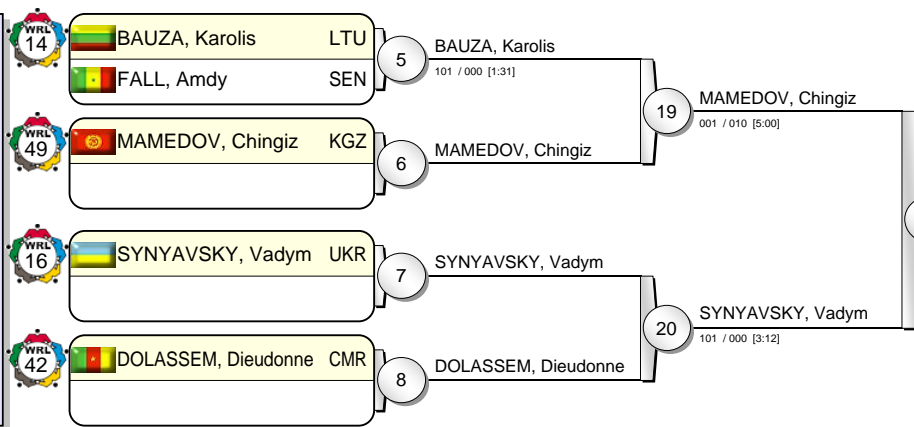 WRL
14
BAUZA, Karolis LTU
FALL, Amdy SEN
5
BAUZA, Karolis
101 / 000 [1:31]
WRL
49
MAMEDOV, Chingiz KGZ
6
MAMEDOV, Chingiz
19
MAMEDOV, Chingiz
001 / 010 [5:00]
WRL
16
SYNYAVSKY, Vadym UKR
7
SYNYAVSKY, Vadym
WRL
42
DOLASSEM, Dieudonne CMR
8
DOLASSEM, Dieudonne
20
SYNYAVSKY, Vadym
101 / 000 [3:12]